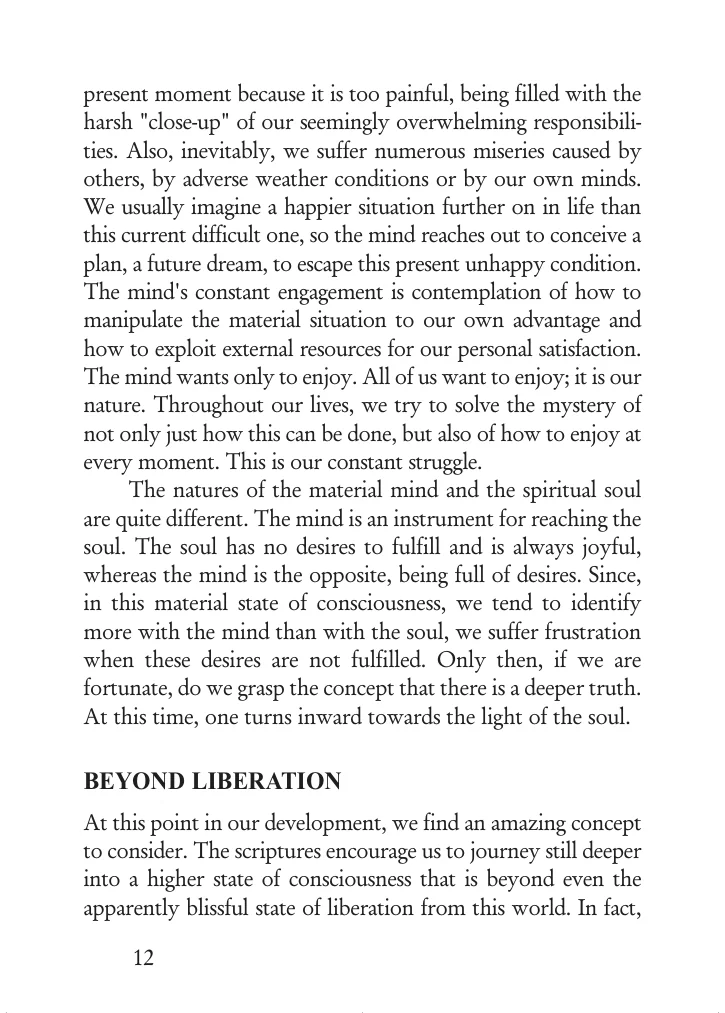 present moment because it is too painful, being filled with the
harsh "close-up" of our seemingly overwhelming responsibili-
ties. Also, inevitably, we suffer numerous miseries caused by
others, by adverse weather conditions or by our own minds.
We usually imagine a happier situation further on in life than
this current difficult one, so the mind reaches out to conceive a
plan, a future dream, to escape this present unhappy condition.
The mind's constant engagement is contemplation of how to
manipulate the material situation to our own advantage and
how to exploit external resources for our personal satisfaction.
The mind wants only to enjoy. All of us want to enjoy; it is our
nature. Throughout our lives, we try to solve the mystery of
not only just how this can be done, but also of how to enjoy at
every moment. This is our constant struggle.
The natures of the material mind and the spiritual soul
are quite different. The mind is an instrument for reaching the
soul. The soul has no desires to fulfill and is always joyful,
whereas the mind is the opposite, being full of desires. Since,
in this material state of consciousness, we tend to identify
more with the mind than with the soul, we suffer frustration
when these desires are not fulfilled. Only then, if we are
fortunate, do we grasp the concept that there is a deeper truth.
At this time, one turns inward towards the light of the soul.
BEYOND LIBERATION
At this point in our development, we find an amazing concept
to consider. The scriptures encourage us to journey still deeper
into a higher state of consciousness that is beyond even the
apparently blissful state of liberation from this world. In fact,
12